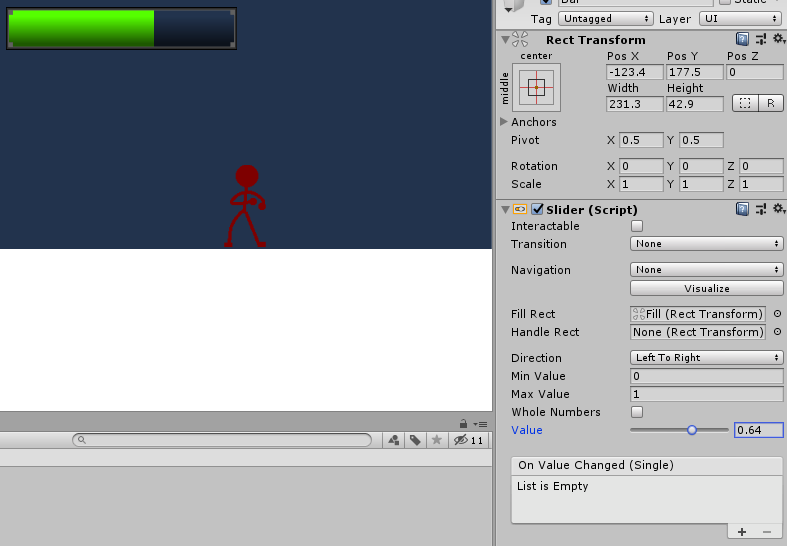 Bar Static
Tag Untagged Layer UI
Rect Transform
center
Pos X Pos Y Pos Z
middle
-123.4 177.5 0
Width Height
231.3 42.9 R
Anchors
Pivot X 0.5 Y 0.5
Rotation X 0 Y 0 Z 0
Scale X 1 Y 1 Z 1
Slider (Script)
Interactable
Transition None
Navigation None
Visualize
Fill Rect Fill (Rect Transform)
Handle Rect None (Rect Transform)
Direction Left To Right
Min Value 0
Max Value 1
Whole Numbers
Value 0.64
11
On Value Changed (Single)
List is Empty